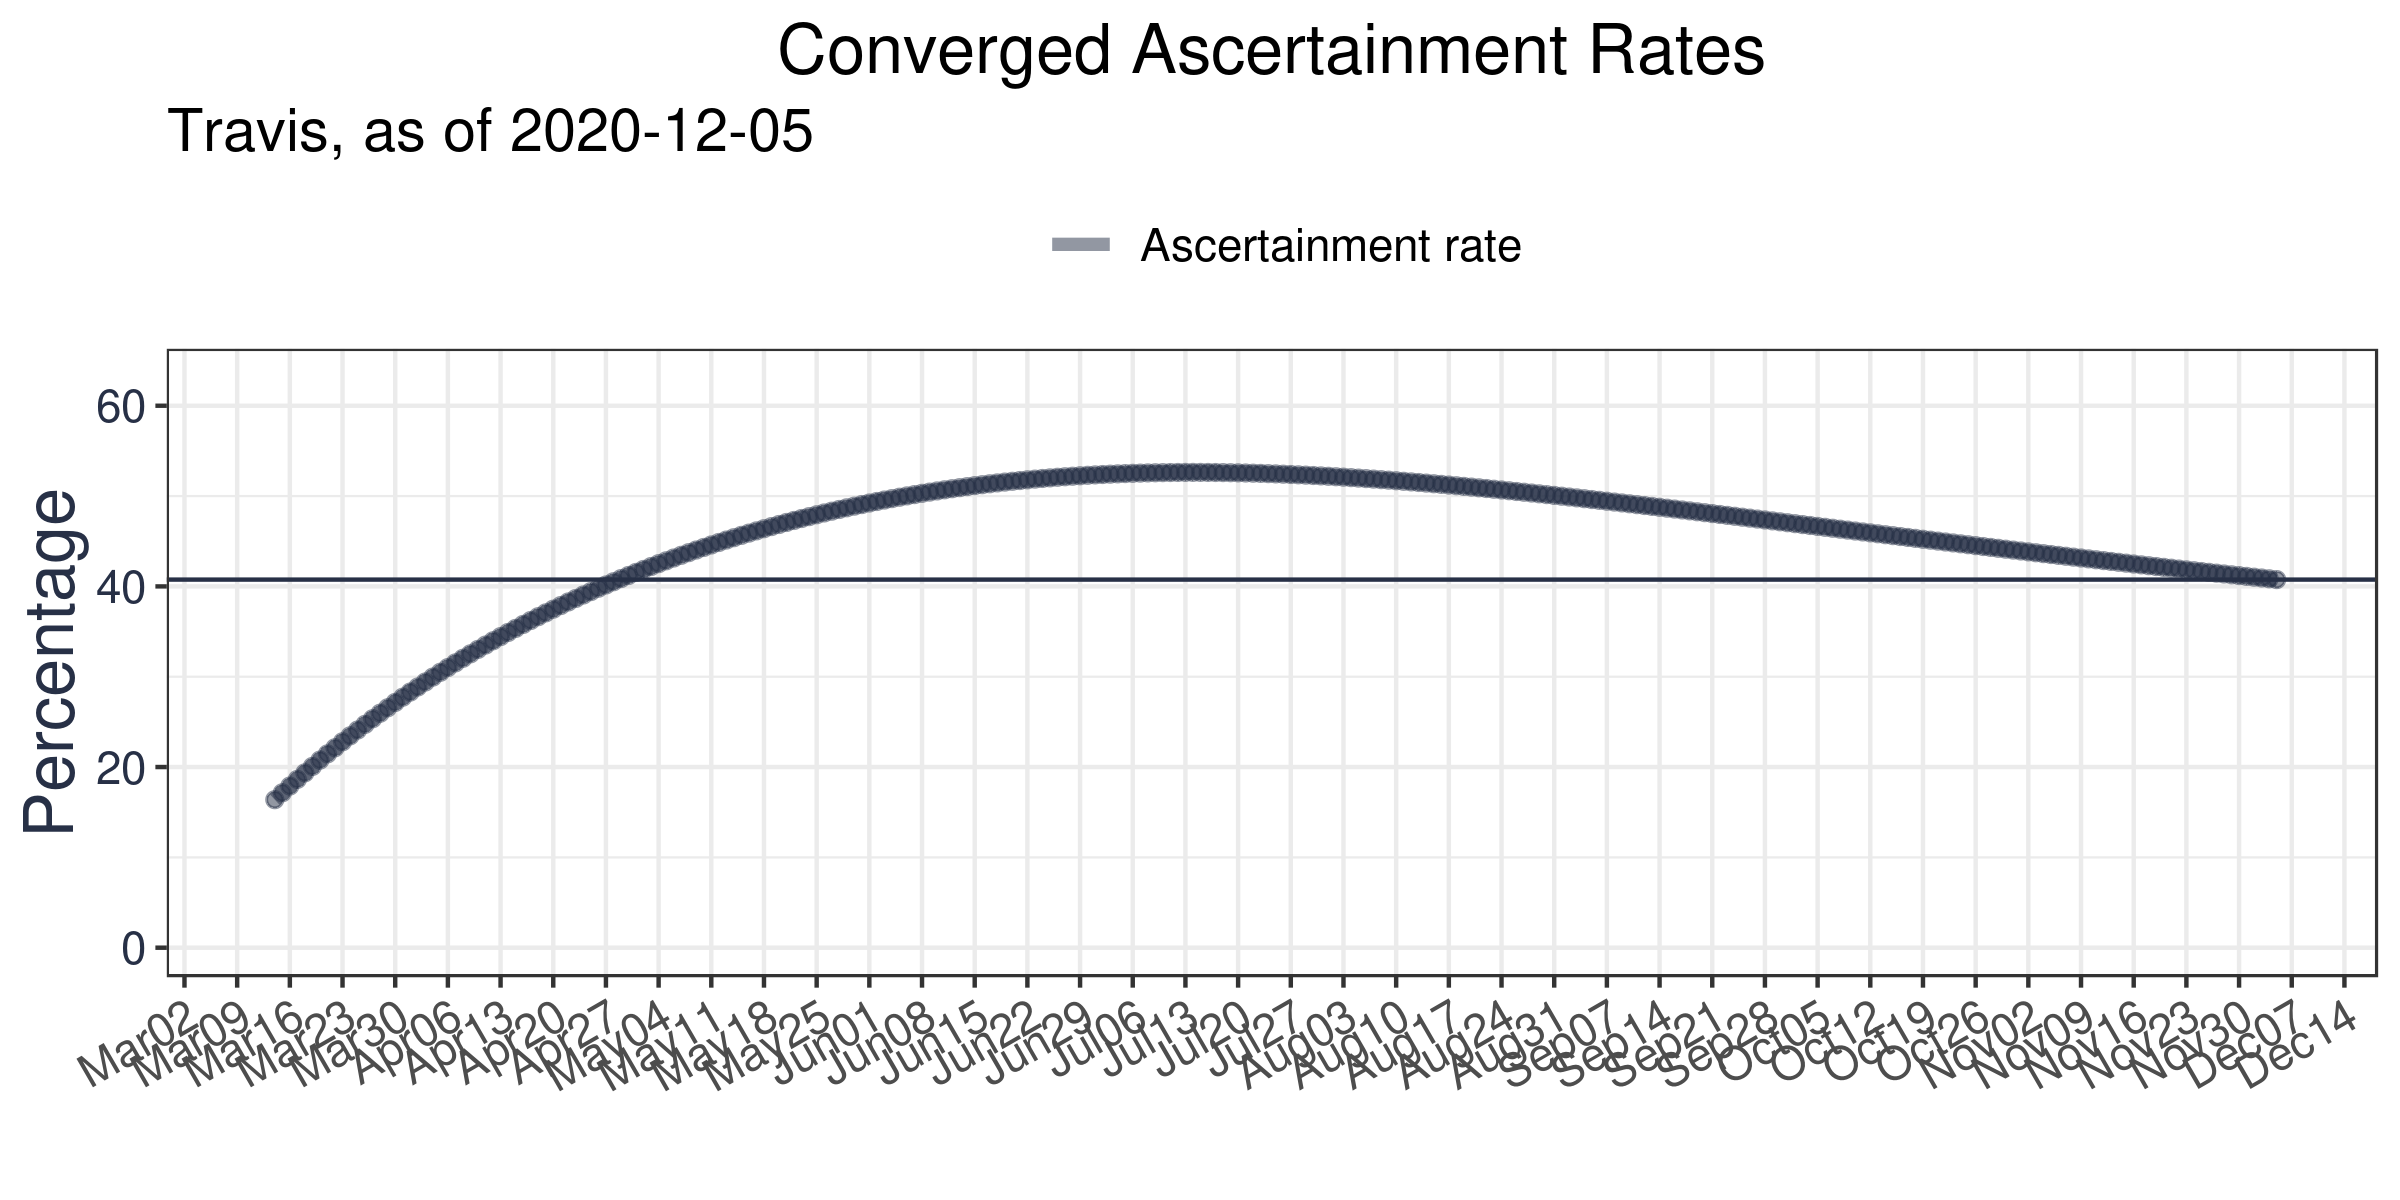 Converged Ascertainment Rates
Travis, as of 2020-12-05
Ascertainment rate
Percentage
60
40
20
0
Mar02 Mar09 Mar16 Mar23 Mar30 Apr06 Apr13 Apr20 Apr27 May04 May11 May18 May25 Jun01 Jun08 Jun15 Jun22 Jun29 Jul06 Jul13 Jul20 Jul27 Aug03 Aug10 Aug17 Aug24 Aug31 Sep07 Sep14 Sep21 Sep28 Oct05 Oct12 Oct19 Oct26 Nov02 Nov09 Nov16 Nov23 Nov30 Dec07 Dec14